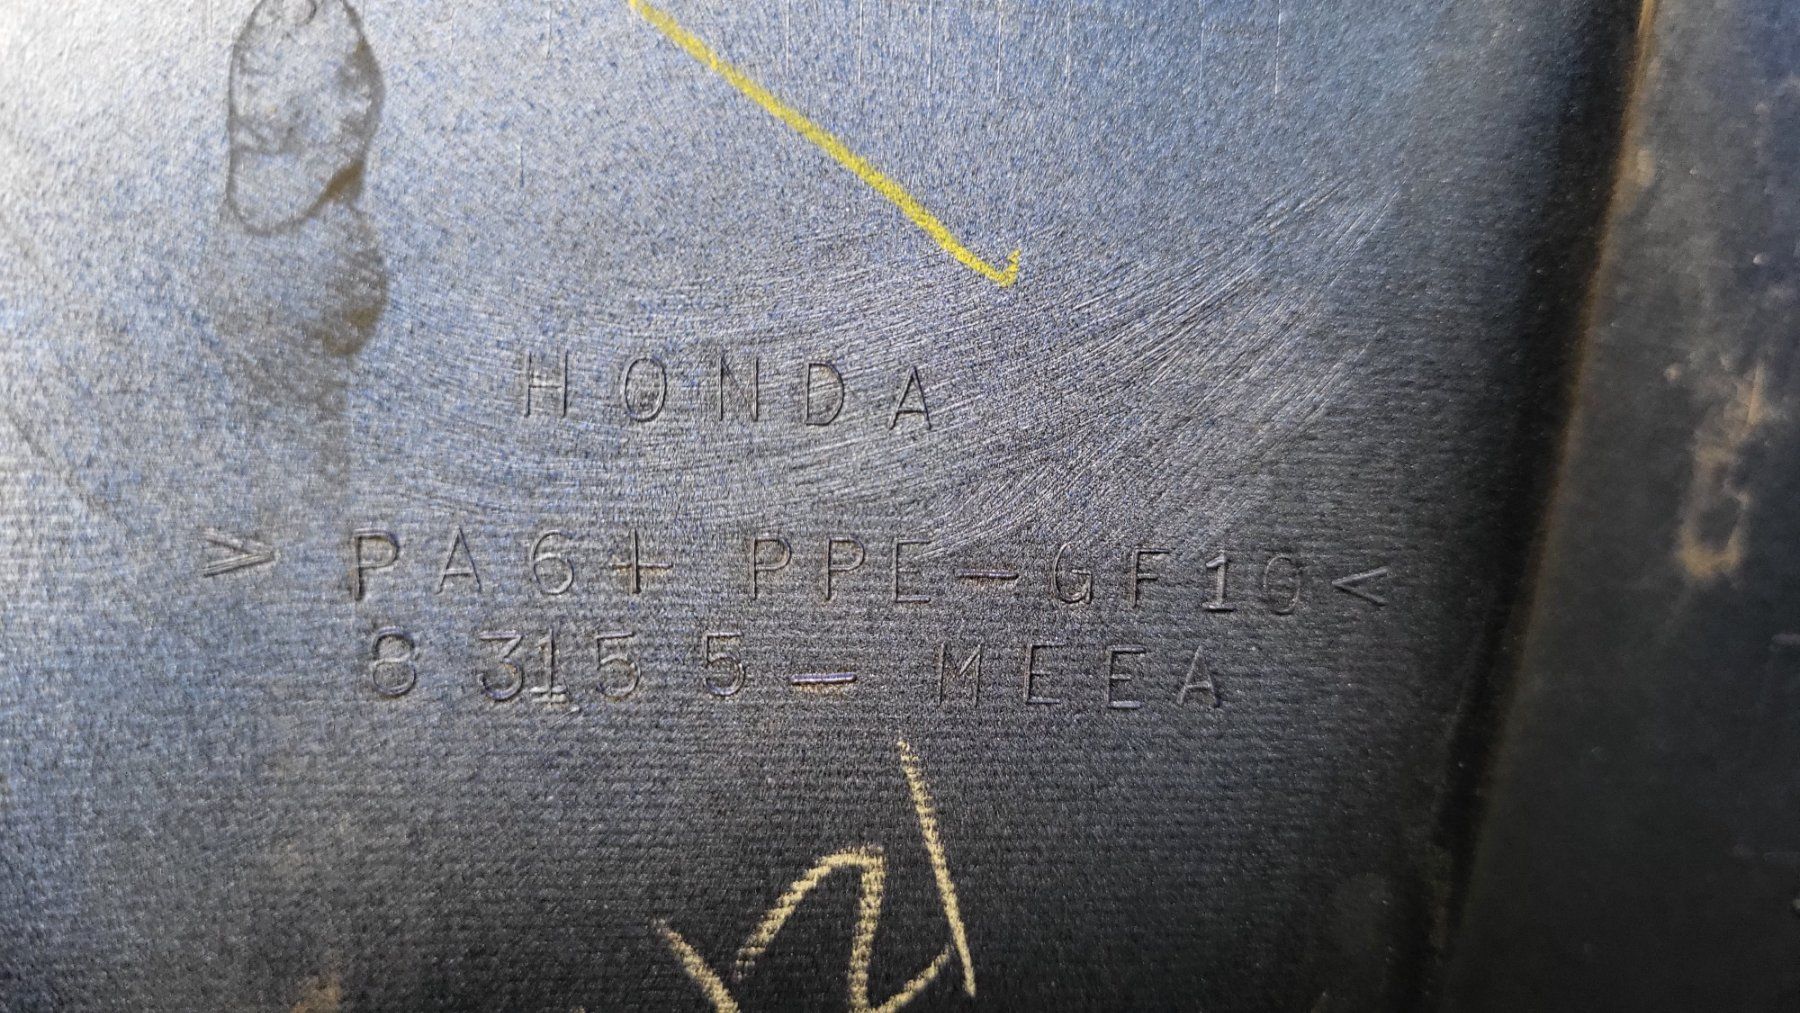 HONDA
>PA6+PPE-GF10<
83155-MEEA